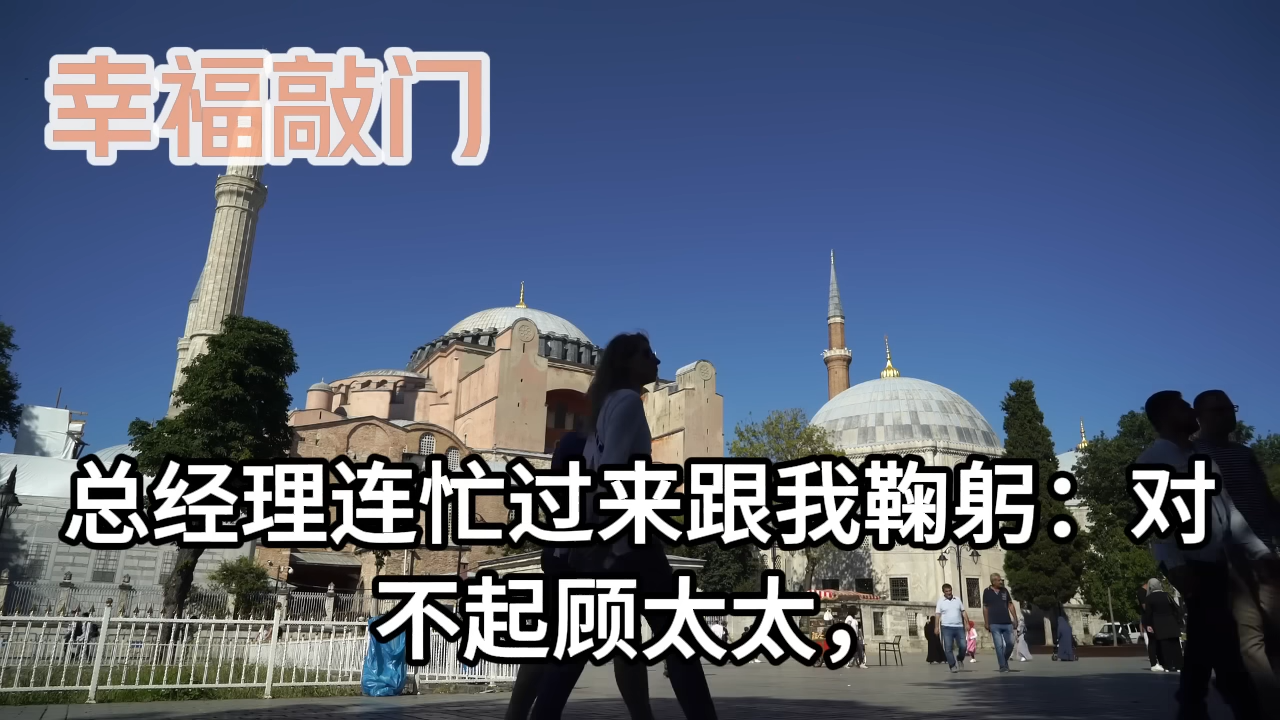 幸福敲门
总经理连忙过来跟我鞠躬：对
不起顾太太，